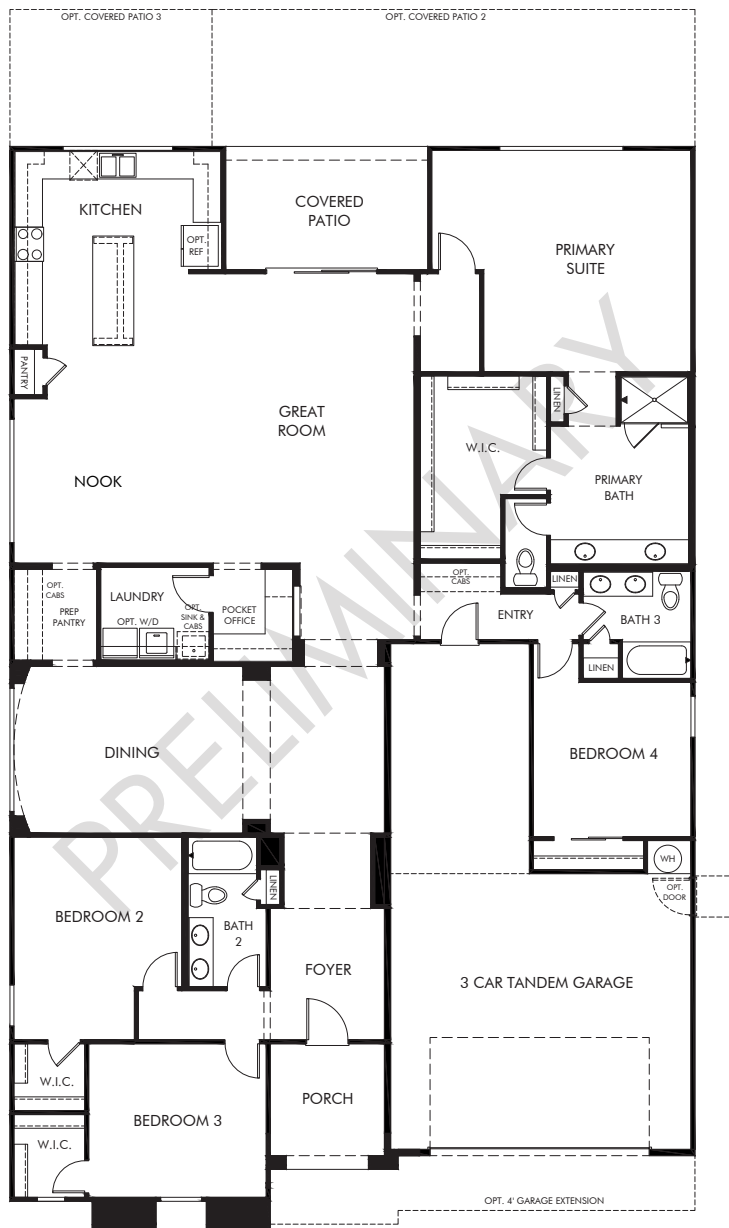 OPT. COVERED PATIO 3
OPT. COVERED PATIO 2
KITCHEN
COVERED
PATIO
OPT.
REF
PRIMARY
SUITE
PANTRY
GREAT
ROOM
LINEN
W.I.C.
NOOK
PRIMARY
BATH
OPT.
CABS
PREP
PANTRY
LAUNDRY
OPT. W/D
OPT.
SINK &
CABS
POCKET
OFFICE
OPT.
CABS
LINEN
ENTRY
BATH 3
LINEN
DINING
BEDROOM 4
WH
OPT.
DOOR
BEDROOM 2
LINEN
BATH
2
FOYER
3 CAR TANDEM GARAGE
W.I.C.
PORCH
BEDROOM 3
W.I.C.
OPT. 4' GARAGE EXTENSION
PRELIMINARY